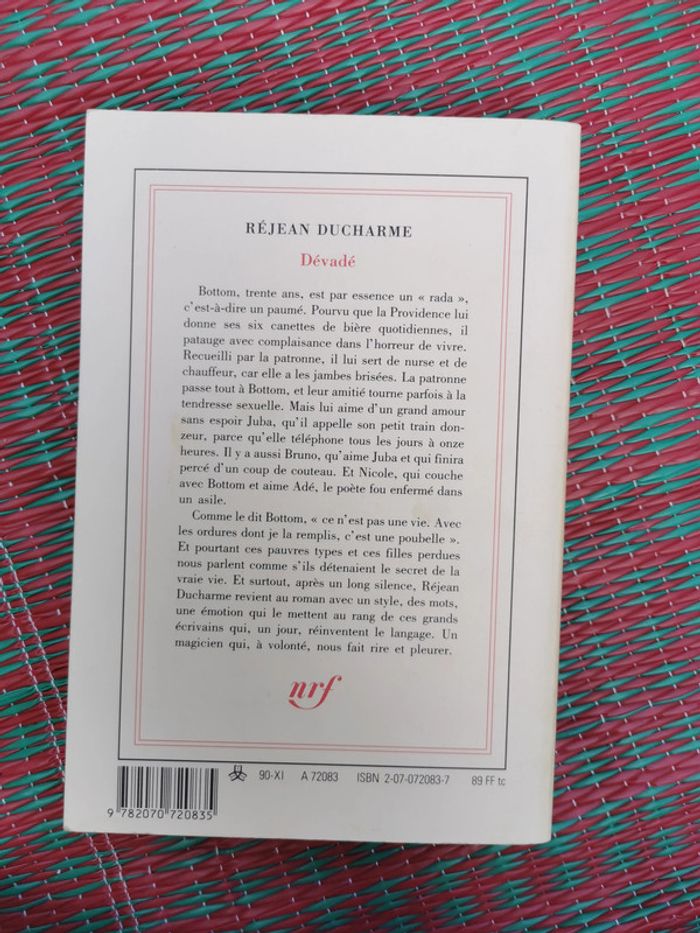 RÉJEAN DUCHARME
Dévadé
Bottom, trente ans, est par essence un « rada »,
c'est-à-dire un paumé. Pourvu que la Providence lui
donne ses six canettes de bière quotidiennes, il
patauge avec complaisance dans l'horreur de vivre.
Recueilli par la patronne, il lui sert de nurse et de
chauffeur, car elle a les jambes brisées. La patronne
passe tout à Bottom, et leur amitié tourne parfois à la
tendresse sexuelle. Mais lui aime d'un grand amour
sans espoir Juba, qu'il appelle son petit train don-
zeur, parce qu'elle téléphone tous les jours à onze
heures. Il y a aussi Bruno, qu'aime Juba et qui finira
percé d'un coup de couteau. Et Nicole, qui couche
avec Bottom et aime Adé, le poète fou enfermé dans
un asile.
Comme le dit Bottom, « ce n'est pas une vie. Avec
les ordures dont je la remplis, c'est une poubelle ».
Et pourtant ces pauvres types et ces filles perdues
nous parlent comme s'ils détenaient le secret de la
vraie vie. Et surtout, après un long silence, Réjean
Ducharme revient au roman avec un style, des mots,
une émotion qui le mettent au rang de ces grands
écrivains qui, un jour, réinventent le langage. Un
magicien qui, à volonté, nous fait rire et pleurer.
nrf
90-XI A 72083 ISBN 2-07-072083-7 89 FF tc
9 782070 720835